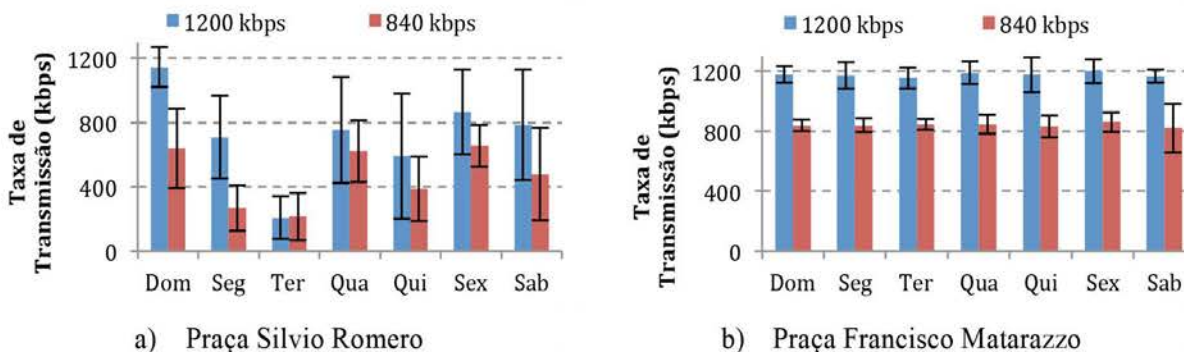 1200 kbps 840 kbps
Taxa de
Transmissão (kbps)
1200
800
400
0
Dom Seg Ter Qua Qui Sex Sab
a) Praça Silvio Romero
1200 kbps 840 kbps
Taxa de
Transmissão (kbps)
1200
800
400
0
Dom Seg Ter Qua Qui Sex Sab
b) Praça Francisco Matarazzo